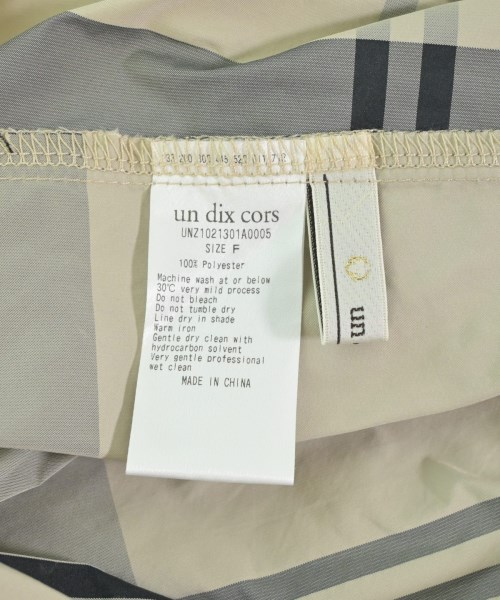 un dix cors
UNZ1021301A0005
SIZE F
100% Polyester
Machine wash at or below
30℃ very mild process
Do not bleach
Do not tumble dry
Line dry in shade
Warm iron
Gentle dry clean with
hydrocarbon solvent
Very gentle professional
wet clean
MADE IN CHINA
un